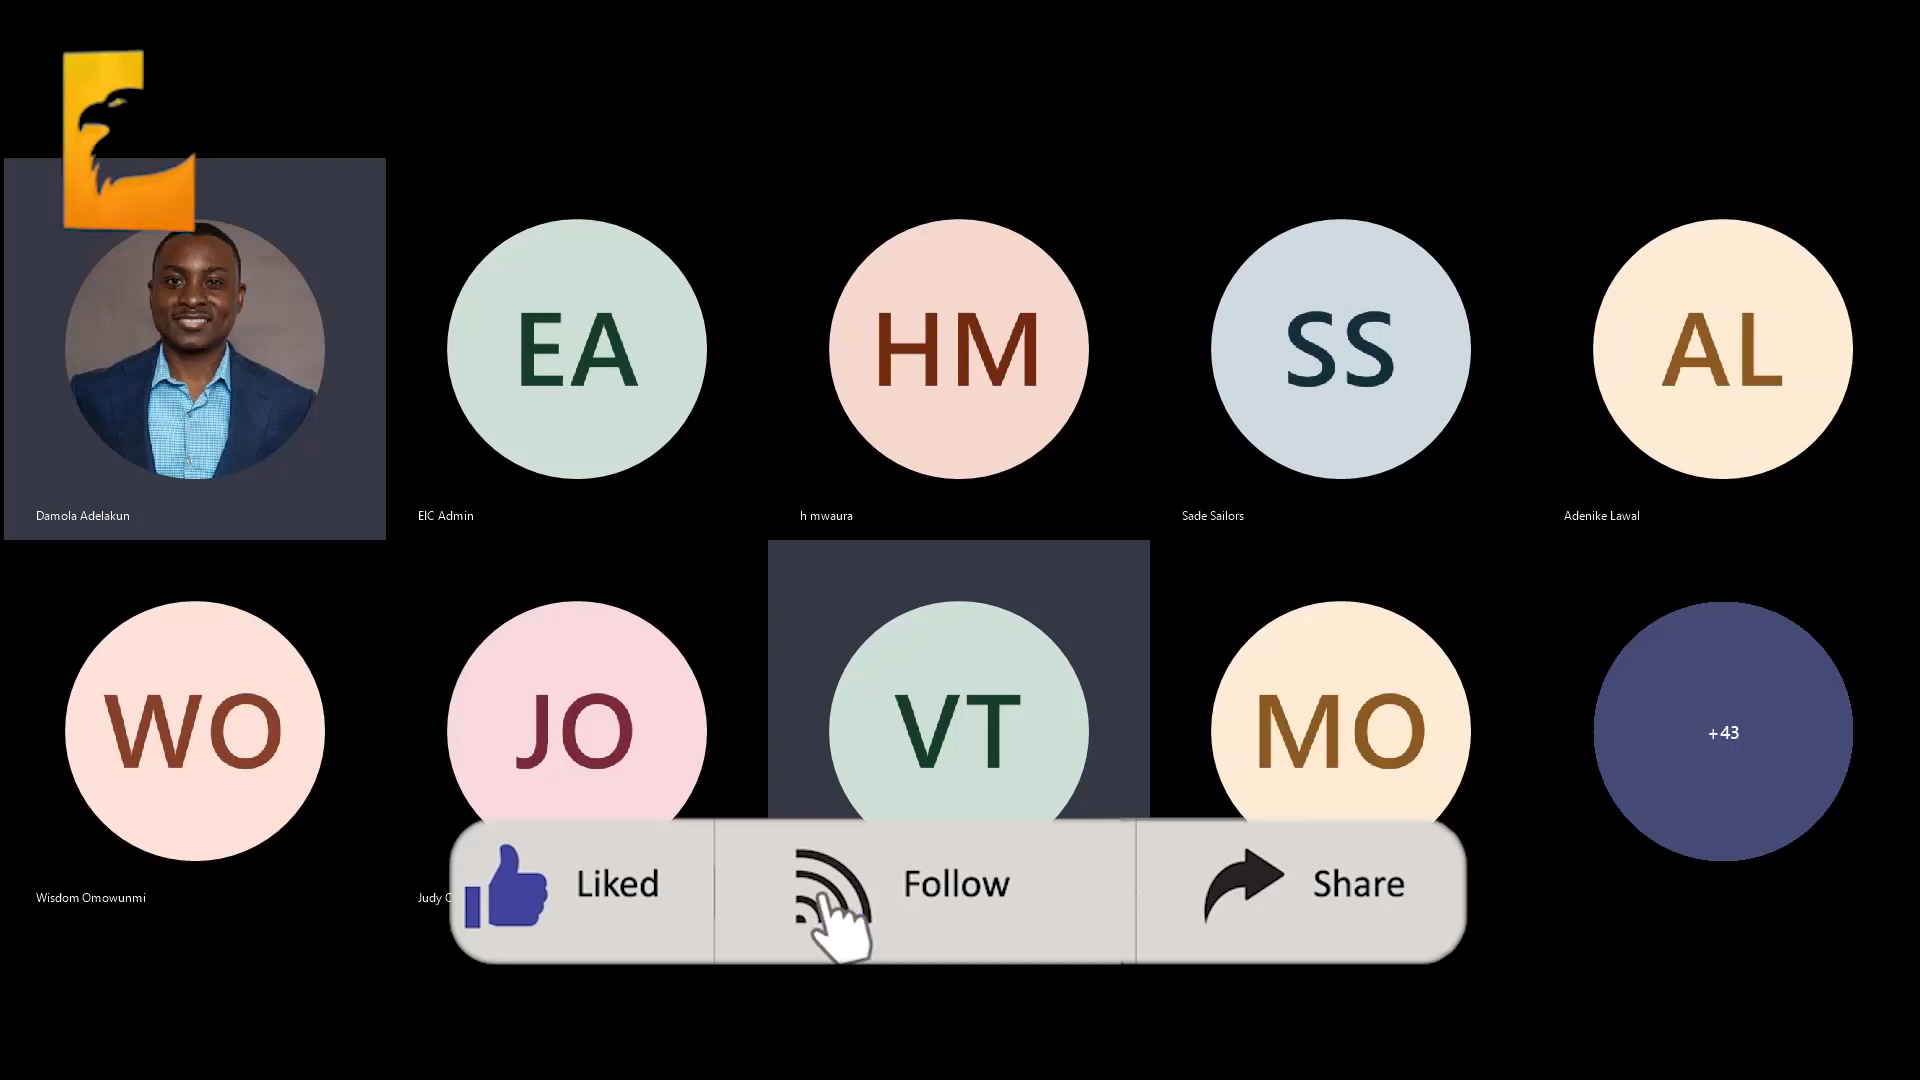 EA
HM
SS
AL
Damola Adelakun
EIC Admin
h mwaura
Sade Sailors
Adenike Lawal
WO
JO
VT
MO
+43
Wisdom Omowunmi
Judy
Liked
Follow
Share